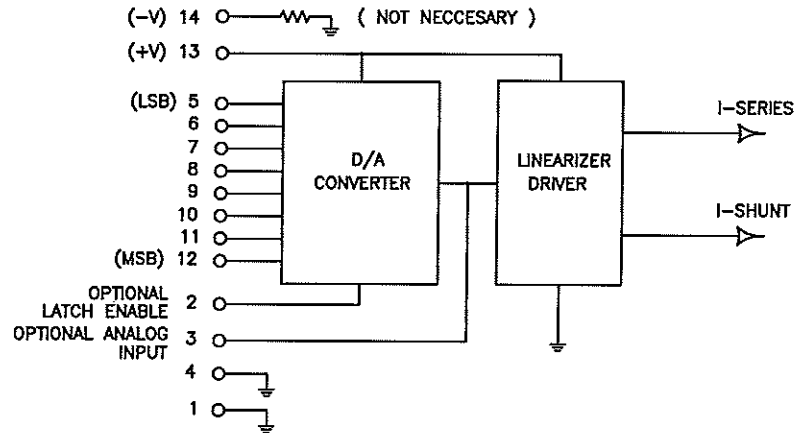 (-V) 14 ( NOT NECCESARY )
(+V) 13
(LSB) 5
6
7
8
9
10
11
(MSB) 12
D/A
CONVERTER
LINEARIZER
DRIVER
I-SERIES
I-SHUNT
OPTIONAL
LATCH ENABLE 2
OPTIONAL ANALOG
INPUT 3
4
1